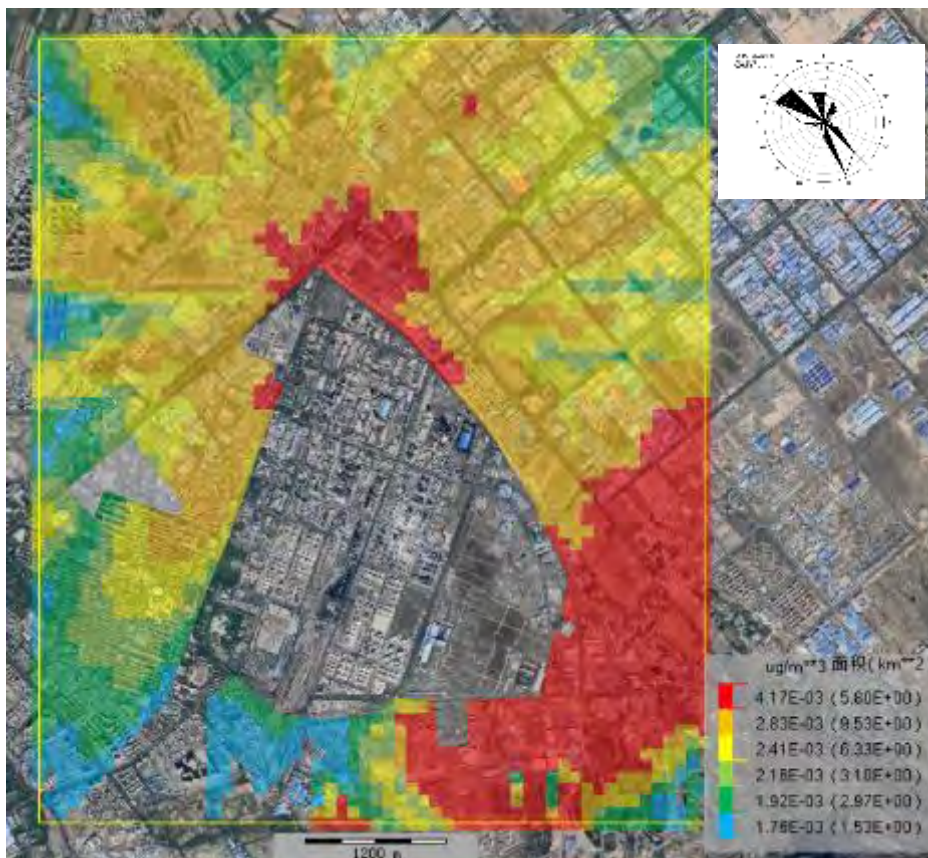 ug/m**3 面积(km**2
4.17E-03 (5.60E+00)
2.83E-03 (9.53E+00)
2.41E-03 (6.33E+00)
2.18E-03 (3.10E+00)
1.92E-03 (2.97E+00)
1.76E-03 (1.53E+00)
1200 m